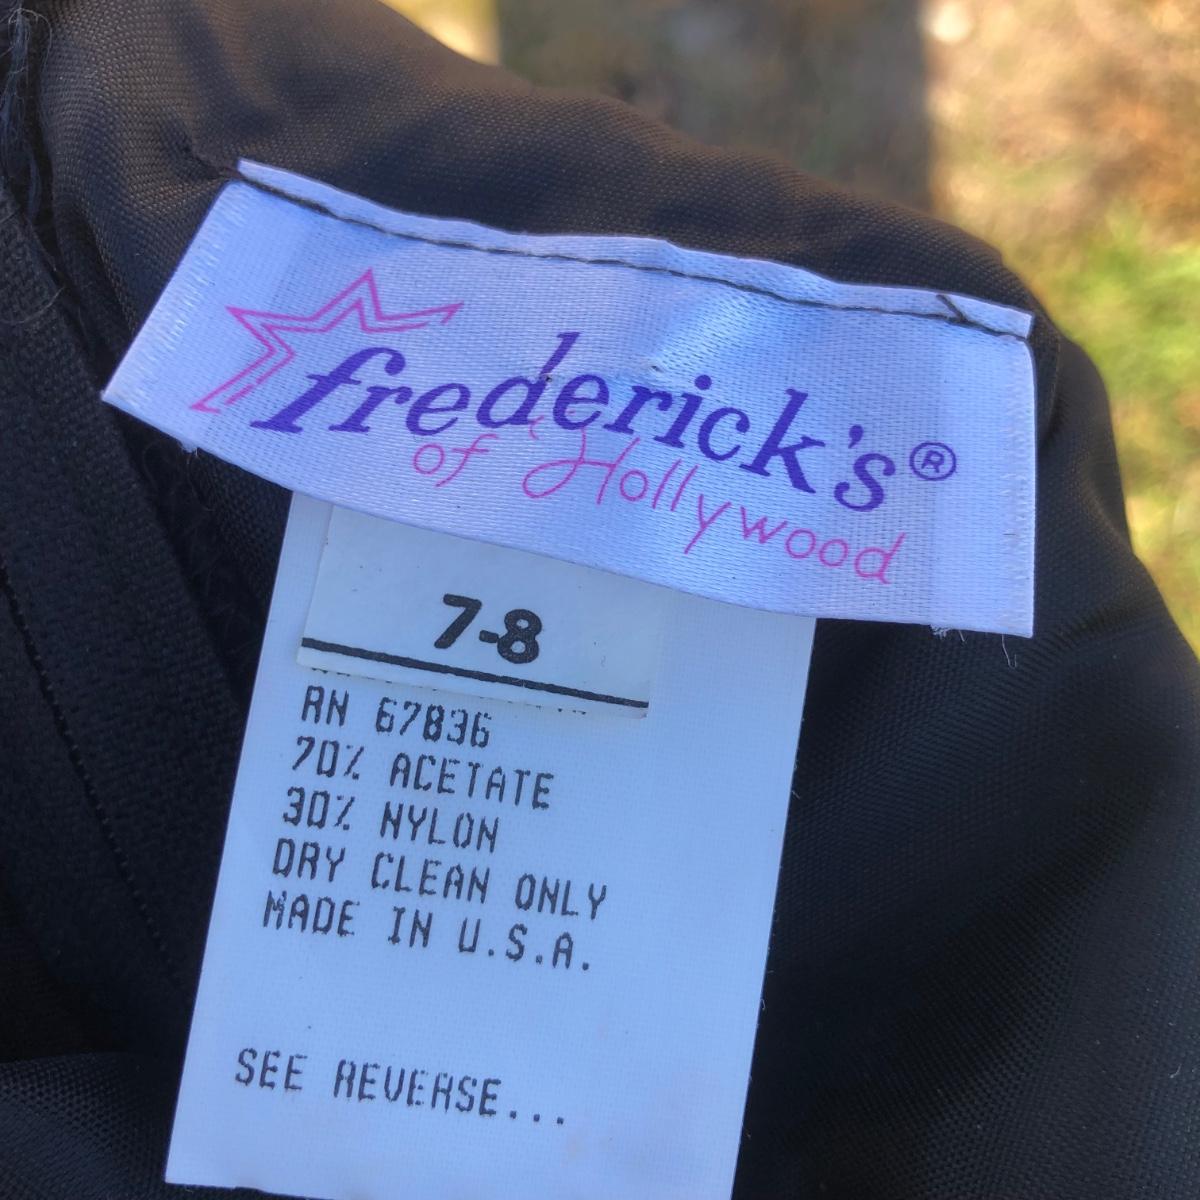 frederick's®
of Hollywood
7-8
RN 67836
70% ACETATE
30% NYLON
DRY CLEAN ONLY
MADE IN U.S.A.
SEE REVERSE...